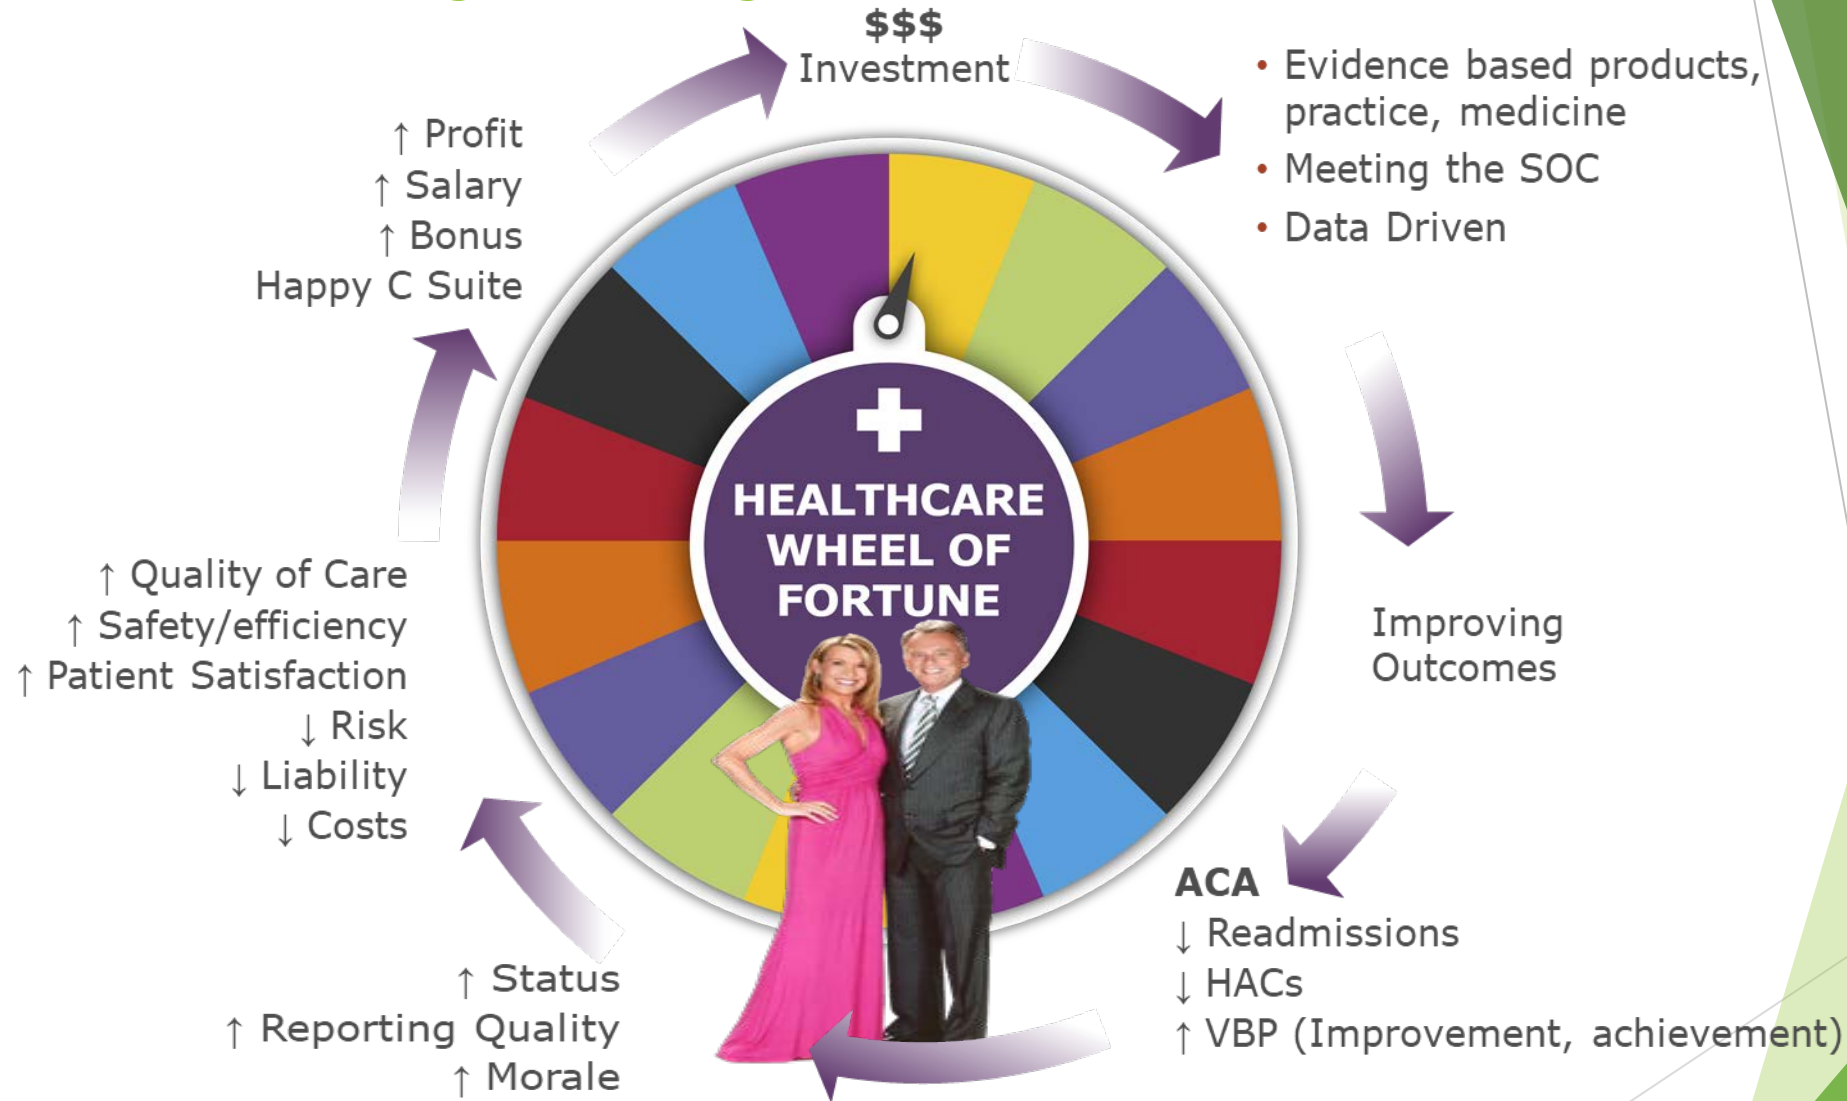 $$$
Investment
• Evidence based products,
practice, medicine
• Meeting the SOC
• Data Driven
Improving
Outcomes
ACA
↓ Readmissions
↓ HACs
↑ VBP (Improvement, achievement)
↑ Status
↑ Reporting Quality
↑ Morale
↑ Quality of Care
↑ Safety/efficiency
↑ Patient Satisfaction
↓ Risk
↓ Liability
↓ Costs
↑ Profit
↑ Salary
↑ Bonus
Happy C Suite
HEALTHCARE
WHEEL OF
FORTUNE